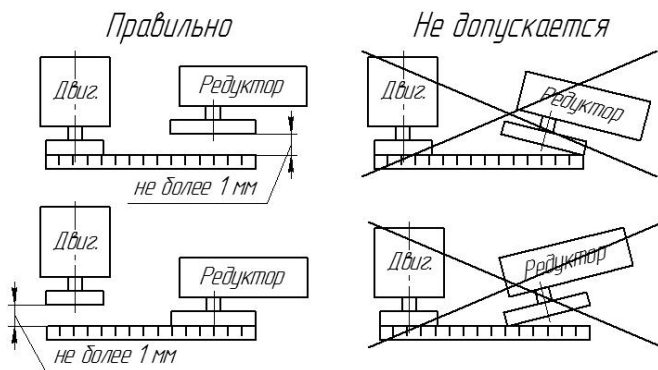 Правильно
Не допускается
Двиг.
Редуктор
Двиг.
Редуктор
не более 1 мм
Двиг.
Редуктор
Двиг.
Редуктор
не более 1 мм